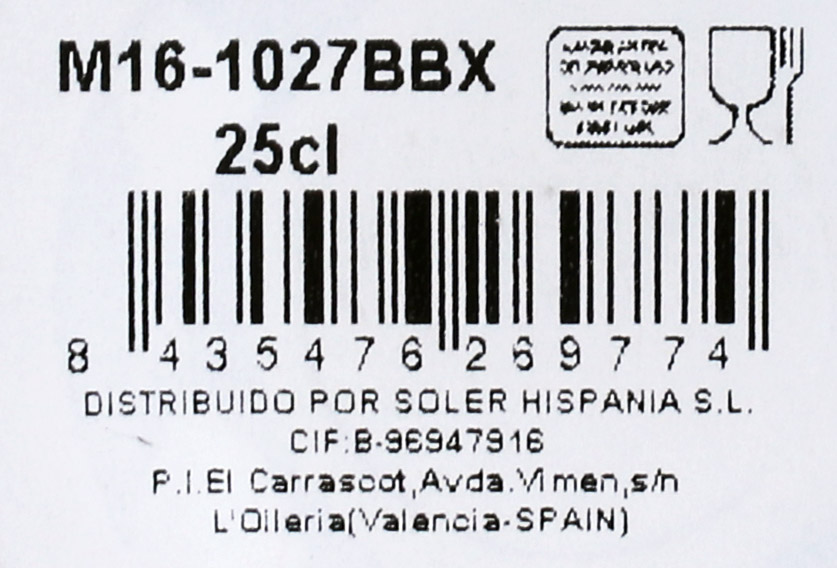 M16-1027BBX
25cl
8 435476 269774
DISTRIBUIDO POR SOLER HISPANIA S.L.
CIF:B-96947916
P.I.El Carrascot,Avda.Vimen,s/n
L'Olleria(Valencia-SPAIN)